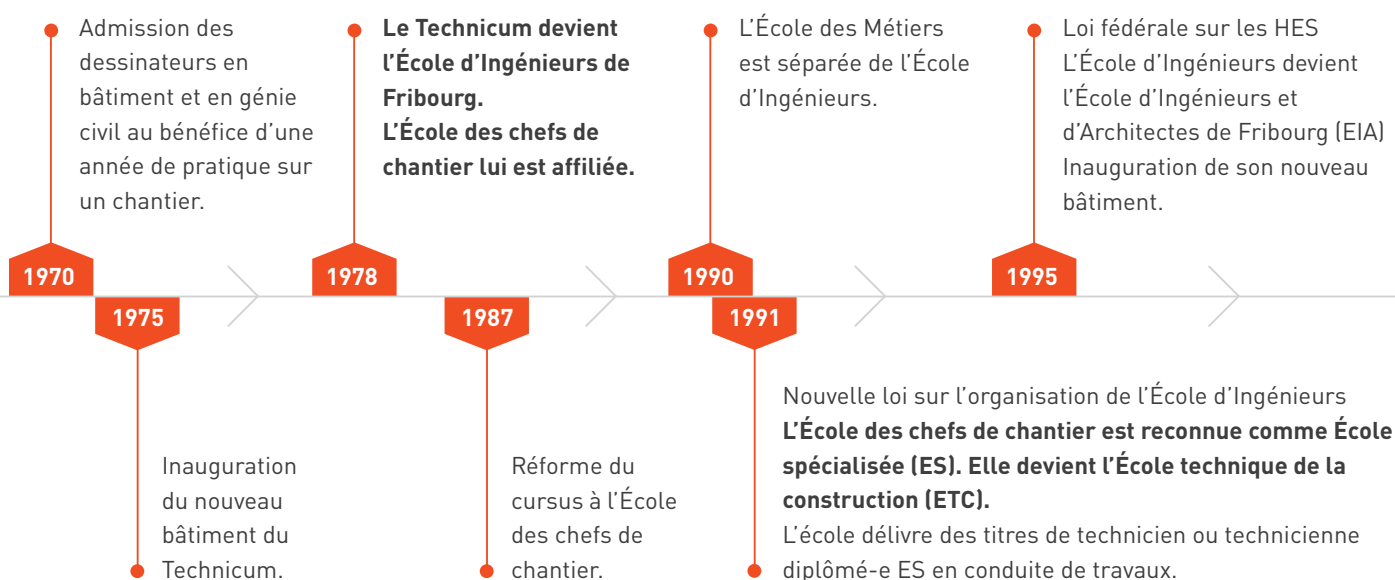 Admission des
dessinateurs en
bâtiment et en génie
civil au bénéfice d’une
année de pratique sur
un chantier.
Le Technicum devient
l’École d’Ingénieurs de
Fribourg.
L’École des chefs de
chantier lui est affiliée.
L’École des Métiers
est séparée de l’École
d’Ingénieurs.
Loi fédérale sur les HES
L’École d’Ingénieurs devient
l’École d’Ingénieurs et
d’Architectes de Fribourg (EIA)
Inauguration de son nouveau
bâtiment.
1970
1978
1990
1995
1975
1987
1991
Inauguration
du nouveau
bâtiment du
Technicum.
Réforme du
cursus à l’École
des chefs de
chantier.
Nouvelle loi sur l’organisation de l’École d’Ingénieurs
L’École des chefs de chantier est reconnue comme École
spécialisée (ES). Elle devient l’École technique de la
construction (ETC).
L’école délivre des titres de technicien ou technicienne
diplômé-e ES en conduite de travaux.